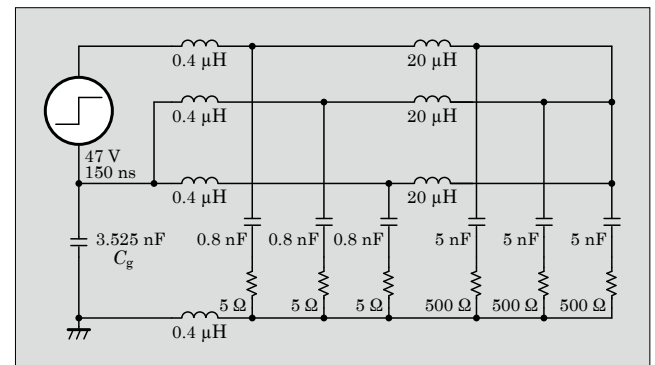 0.4 µH
20 µH
0.4 µH
20 µH
47 V
150 ns
0.4 µH
20 µH
3.525 nF
Cg
0.8 nF
0.8 nF
0.8 nF
5 nF
5 nF
5 nF
5 Ω
5 Ω
5 Ω
500 Ω
500 Ω
500 Ω
0.4 µH